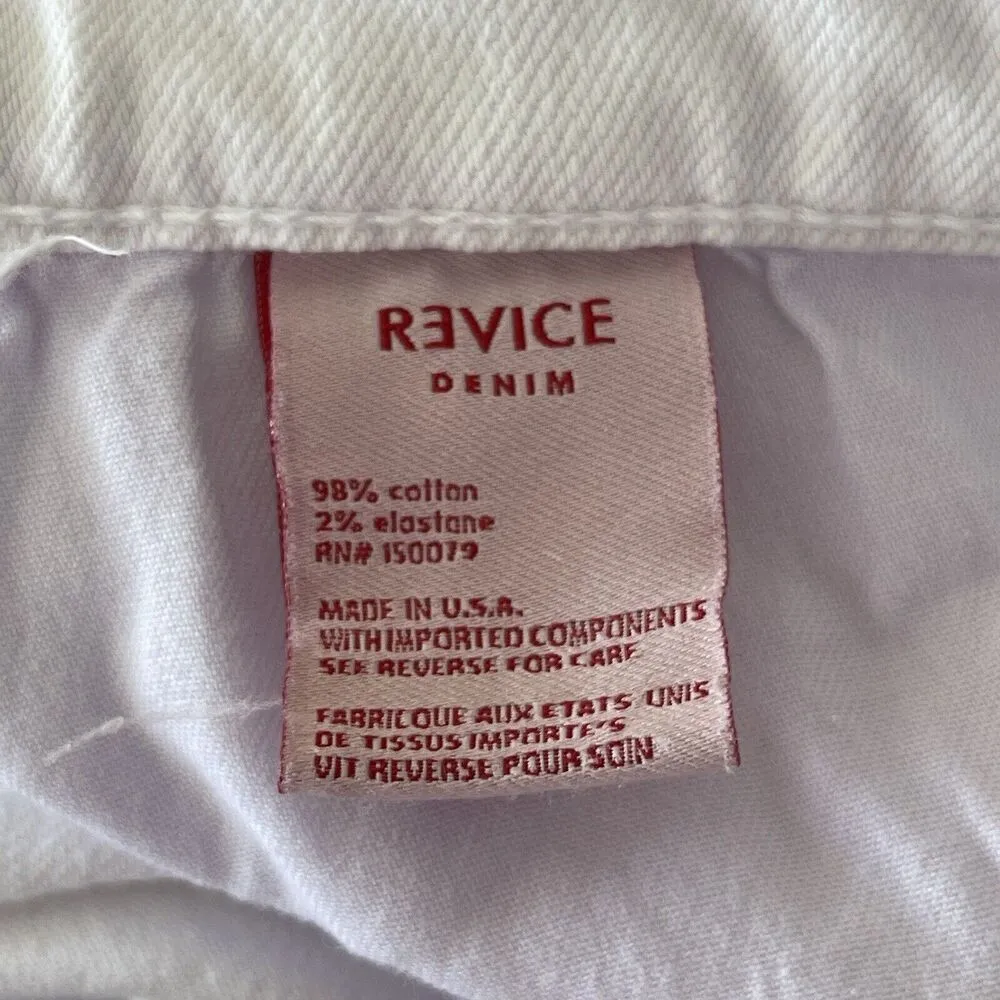 RƎVICE
DENIM
98% cotton
2% elastane
RN# 150079
MADE IN U.S.A.
WITH IMPORTED COMPONENTS
SEE REVERSE FOR CARE
FABRICQUE AUX ETATS UNIS
DE TISSUS IMPORTE'S
VIT REVERSE POUR SOIN